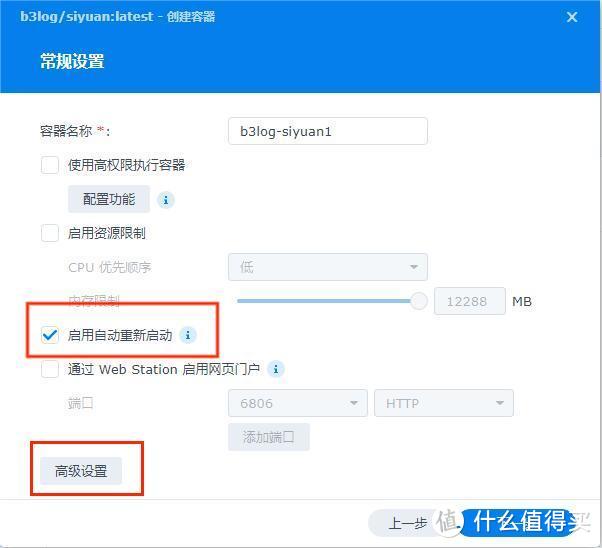 b3log/siyuan:latest - 创建容器
常规设置
容器名称 *:
b3log-siyuan1
使用高权限执行容器
配置功能
启用资源限制
CPU 优先顺序
低
内存限制
12288 MB
启用自动重新启动
通过 Web Station 启用网页门户
端口
6806
HTTP
添加端口
高级设置
上一步
值 什么值得买